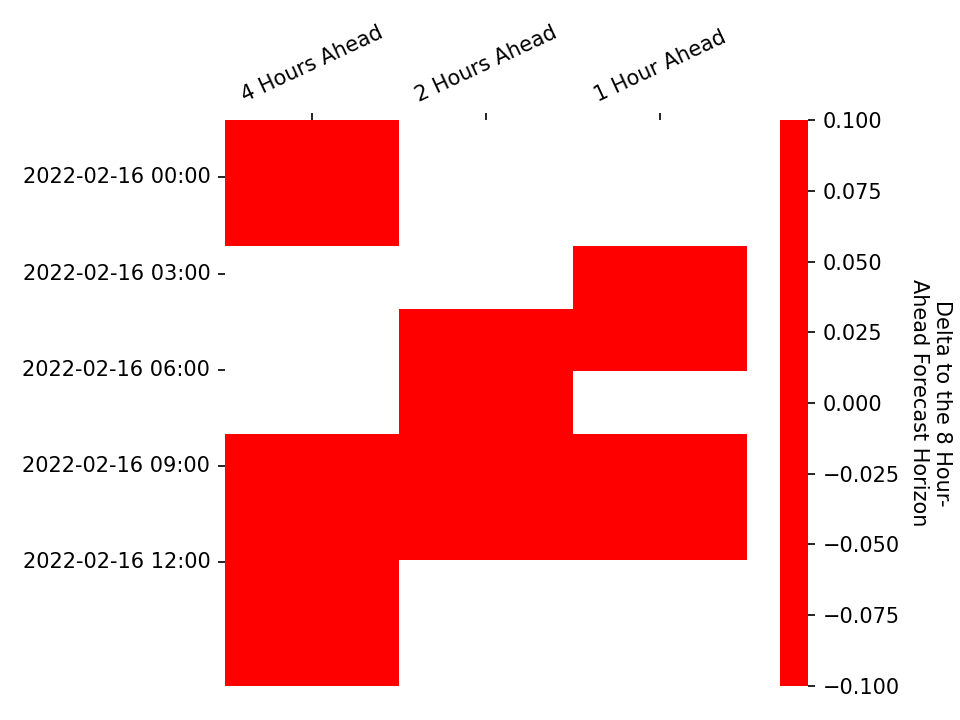 4 Hours Ahead
2 Hours Ahead
1 Hour Ahead
2022-02-16 00:00
2022-02-16 03:00
2022-02-16 06:00
2022-02-16 09:00
2022-02-16 12:00
0.100
0.075
0.050
0.025
0.000
−0.025
−0.050
−0.075
−0.100
Delta to the 8 Hour-
Ahead Forecast Horizon